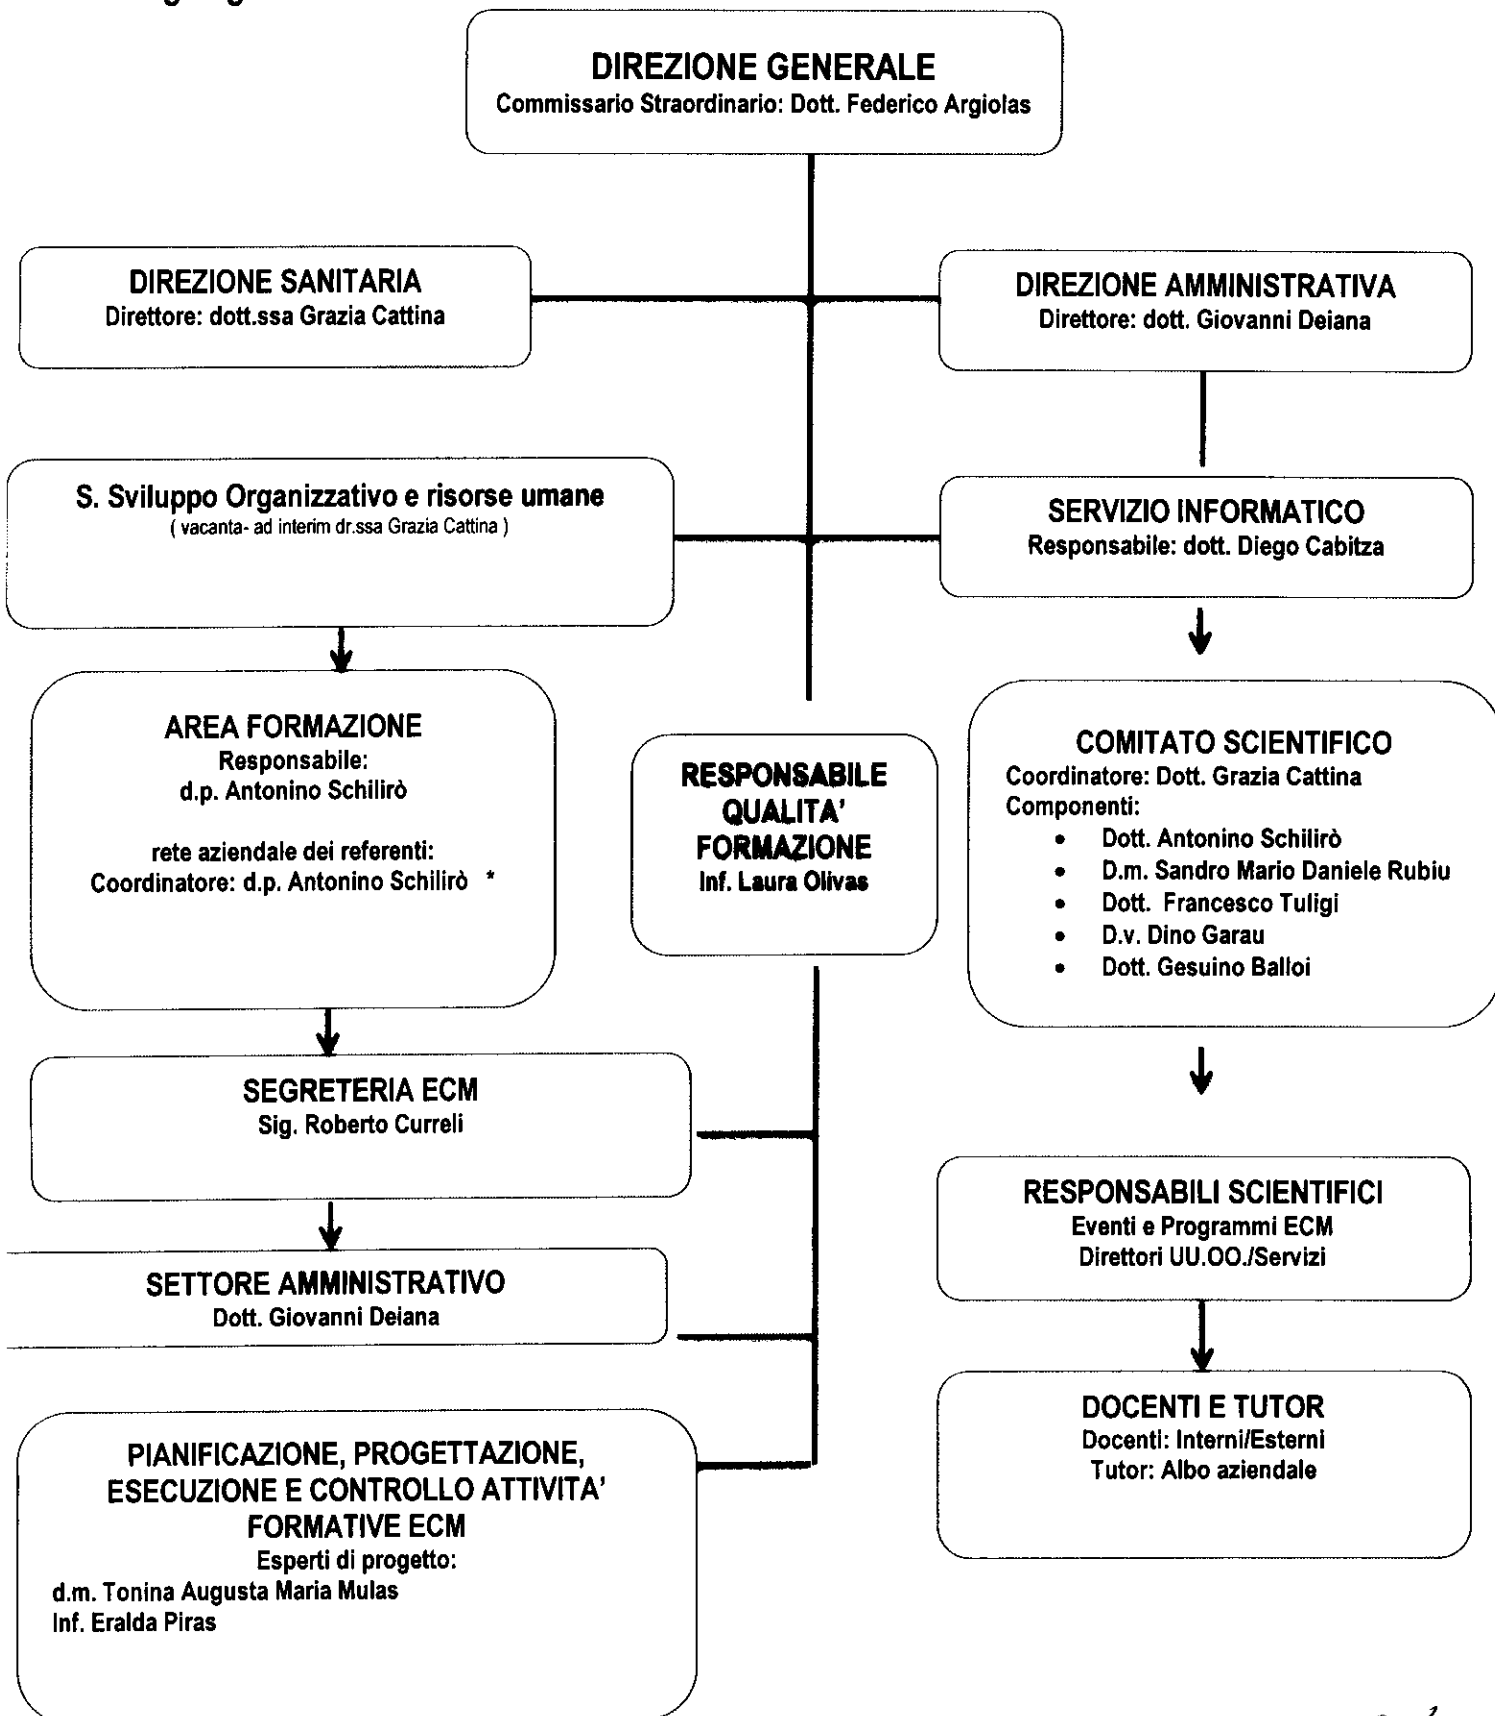 DIREZIONE GENERALE
Commissario Straordinario: Dott. Federico Argiolas
DIREZIONE SANITARIA
Direttore: dott.ssa Grazia Cattina
DIREZIONE AMMINISTRATIVA
Direttore: dott. Giovanni Deiana
S. Sviluppo Organizzativo e risorse umane
( vacanta- ad interim dr.ssa Grazia Cattina )
SERVIZIO INFORMATICO
Responsabile: dott. Diego Cabitza
AREA FORMAZIONE
Responsabile:
d.p. Antonino Schilirò
rete aziendale dei referenti:
Coordinatore: d.p. Antonino Schilirò *
RESPONSABILE
QUALITA'
FORMAZIONE
Inf. Laura Olivas
COMITATO SCIENTIFICO
Coordinatore: Dott. Grazia Cattina
Componenti:
• Dott. Antonino Schilirò
• D.m. Sandro Mario Daniele Rubiu
• Dott. Francesco Tuligi
• D.v. Dino Garau
• Dott. Gesuino Balloi
SEGRETERIA ECM
Sig. Roberto Curreli
RESPONSABILI SCIENTIFICI
Eventi e Programmi ECM
Direttori UU.OO./Servizi
SETTORE AMMINISTRATIVO
Dott. Giovanni Deiana
DOCENTI E TUTOR
Docenti: Interni/Esterni
Tutor: Albo aziendale
PIANIFICAZIONE, PROGETTAZIONE,
ESECUZIONE E CONTROLLO ATTIVITA'
FORMATIVE ECM
Esperti di progetto:
d.m. Tonina Augusta Maria Mulas
Inf. Eralda Piras